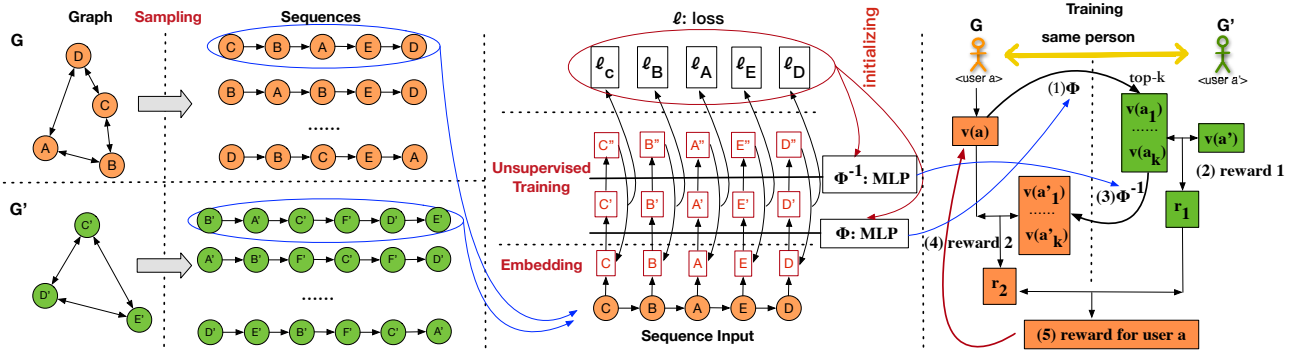 Graph
Sampling
Sequences
G
D
C
A
B
C B A E D
B A B E D
......
D B C E A
G'
C'
D'
E'
B' A' C' F' D' E'
A' B' F' C' F' D'
......
D' E' B' F' C' A'
ℓ: loss
initializing
ℓc ℓB ℓA ℓE ℓD
C" B" A" E" D"
Unsupervised
Training
Φ⁻¹: MLP
C' B' A' E' D'
Φ: MLP
Embedding
C B A E D
C B A E D
Sequence Input
Training
G
G'
same person
<user a>
<user a'>
top-k
(1)Φ
v(a)
v(a₁)
......
v(aₖ)
v(a')
(2) reward 1
(3)Φ⁻¹
v(a'₁)
......
v(a'ₖ)
r₁
(4) reward 2
r₂
(5) reward for user a